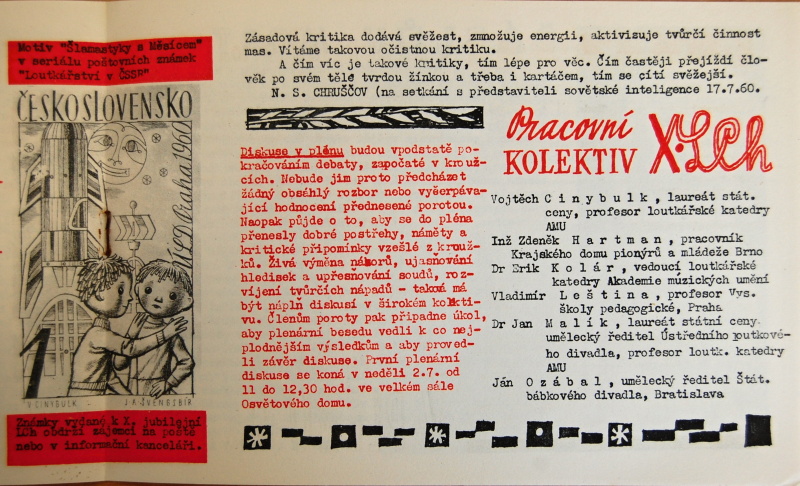 Motiv "Šlamastyky s Měsícem"
v seriálu poštovních známek
"Loutkářství v ČSSR"
ČESKOSLOVENSKO
ÚLD Praha 1960
1
V. CINYBULK J. A. ŠVENGSBÍR
Známky vydané k X. jubilejní
LCh obdrží zájemci na poště
nebo v informační kanceláři.
Zásadová kritika dodává svěžest, zmnožuje energii, aktivizuje tvůrčí činnost
mas. Vítáme takovou očistnou kritiku.
A čím víc je takové kritiky, tím lépe pro věc. Čím častěji přejíždí člo-
věk po svém těle tvrdou žínkou a třeba i kartáčem, tím se cítí svěžejší.
N. S. CHRUŠČOV (na setkání s představiteli sovětské inteligence 17.7.60.
Diskuse v plénu budou vpodstatě po-
kračováním debaty, započaté v krouž-
cích. Nebude jim proto předcházet
žádný obsáhlý rozbor nebo vyčerpáva-
jící hodnocení přednesené porotou.
Naopak půjde o to, aby se do pléna
přenesly dobré postřehy, náměty a
kritické připomínky vzešlé z krouž-
ků. Živá výměna názorů, ujasňování
hledisek a upřesňování soudů, roz-
víjení tvůrčích nápadů - taková má
být náplň diskusí v širokém kolekti-
vu. Členům poroty pak připadne úkol,
aby plenární besedu vedli k co nej-
plodnějším výsledkům a aby proved-
li závěr diskuse. První plenární
diskuse se koná v neděli 2.7. od
11 do 12,30 hod. ve velkém sále
Osvětového domu.
Pracovní
KOLEKTIV X. LCh
Vojtěch Cinybulk, laureát stát.
ceny, profesor loutkářské katedry
AMU
Inž Zdeněk Hartman, pracovník
Krajského domu pionýrů a mládeže Brno
Dr Erik Kolár, vedoucí loutkářské
katedry Akademie múzických umění
Vladimír Leština, profesor Vys.
školy pedagogické, Praha
Dr Jan Malík, laureát státní ceny,
umělecký ředitel Ústředního loutkové-
ho divadla, profesor loutk. katedry
AMU
Ján Ozábal, umělecký ředitel Štát.
bábkového divadla, Bratislava